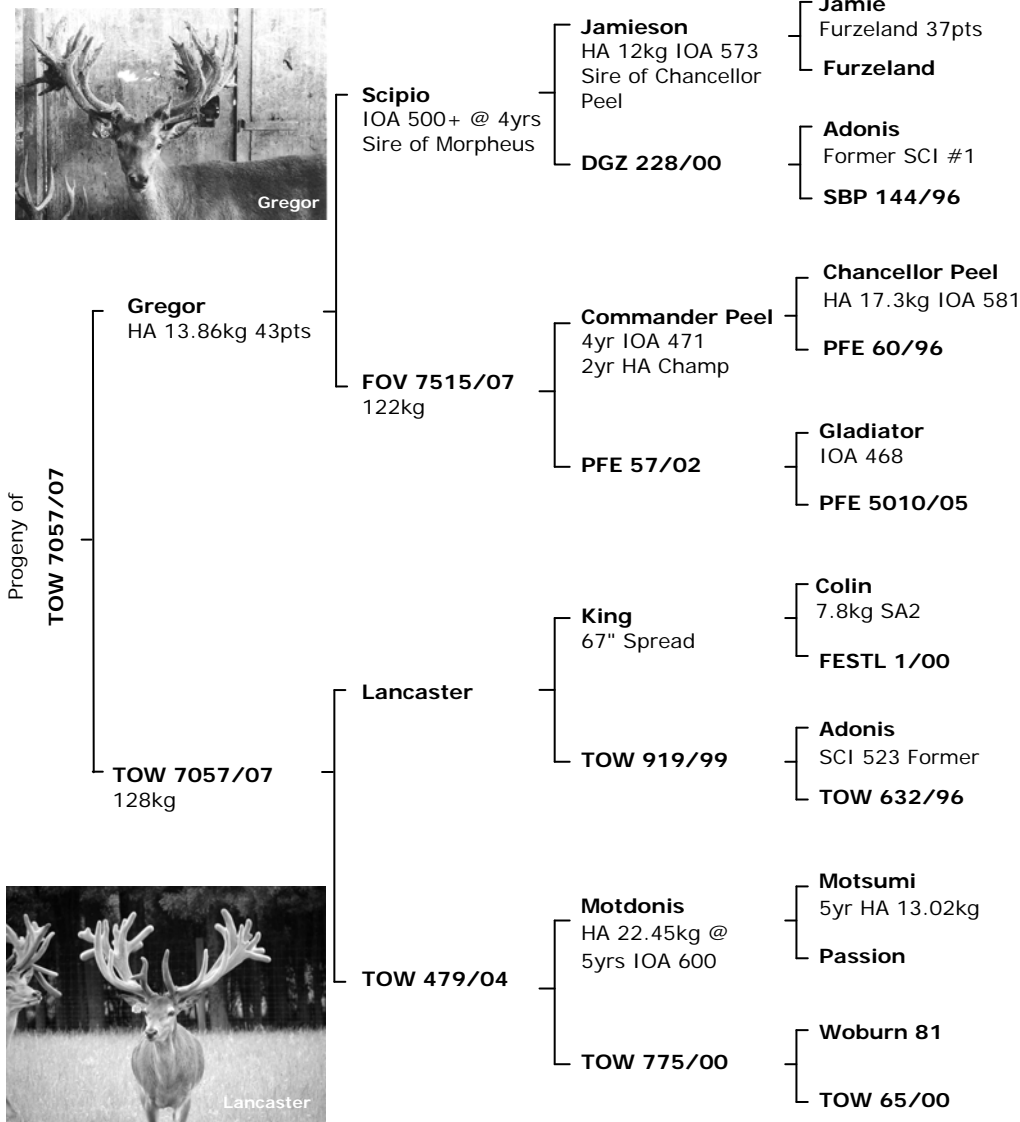 Jamie
Furzeland 37pts
Furzeland
Jamieson
HA 12kg IOA 573
Sire of Chancellor
Peel
Adonis
Former SCI #1
SBP 144/96
DGZ 228/00
Scipio
IOA 500+ @ 4yrs
Sire of Morpheus
Gregor
Gregor
HA 13.86kg 43pts
Chancellor Peel
HA 17.3kg IOA 581
PFE 60/96
Commander Peel
4yr IOA 471
2yr HA Champ
FOV 7515/07
122kg
PFE 57/02
Gladiator
IOA 468
PFE 5010/05
Progeny of
TOW 7057/07
Colin
7.8kg SA2
FESTL 1/00
King
67" Spread
Lancaster
TOW 919/99
Adonis
SCI 523 Former
TOW 632/96
TOW 7057/07
128kg
Motsumi
5yr HA 13.02kg
Passion
Motdonis
HA 22.45kg @
5yrs IOA 600
TOW 479/04
TOW 775/00
Woburn 81
TOW 65/00
Lancaster